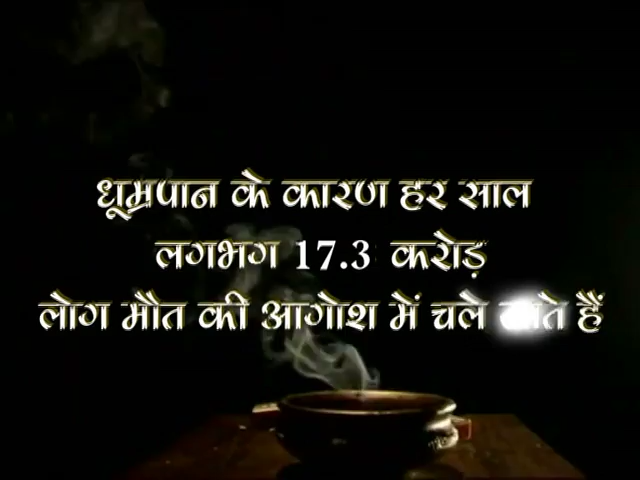 धूम्रपान के कारण हर साल
लगभग 17.3 करोड़
लोग मौत की आगोश में चले हैं